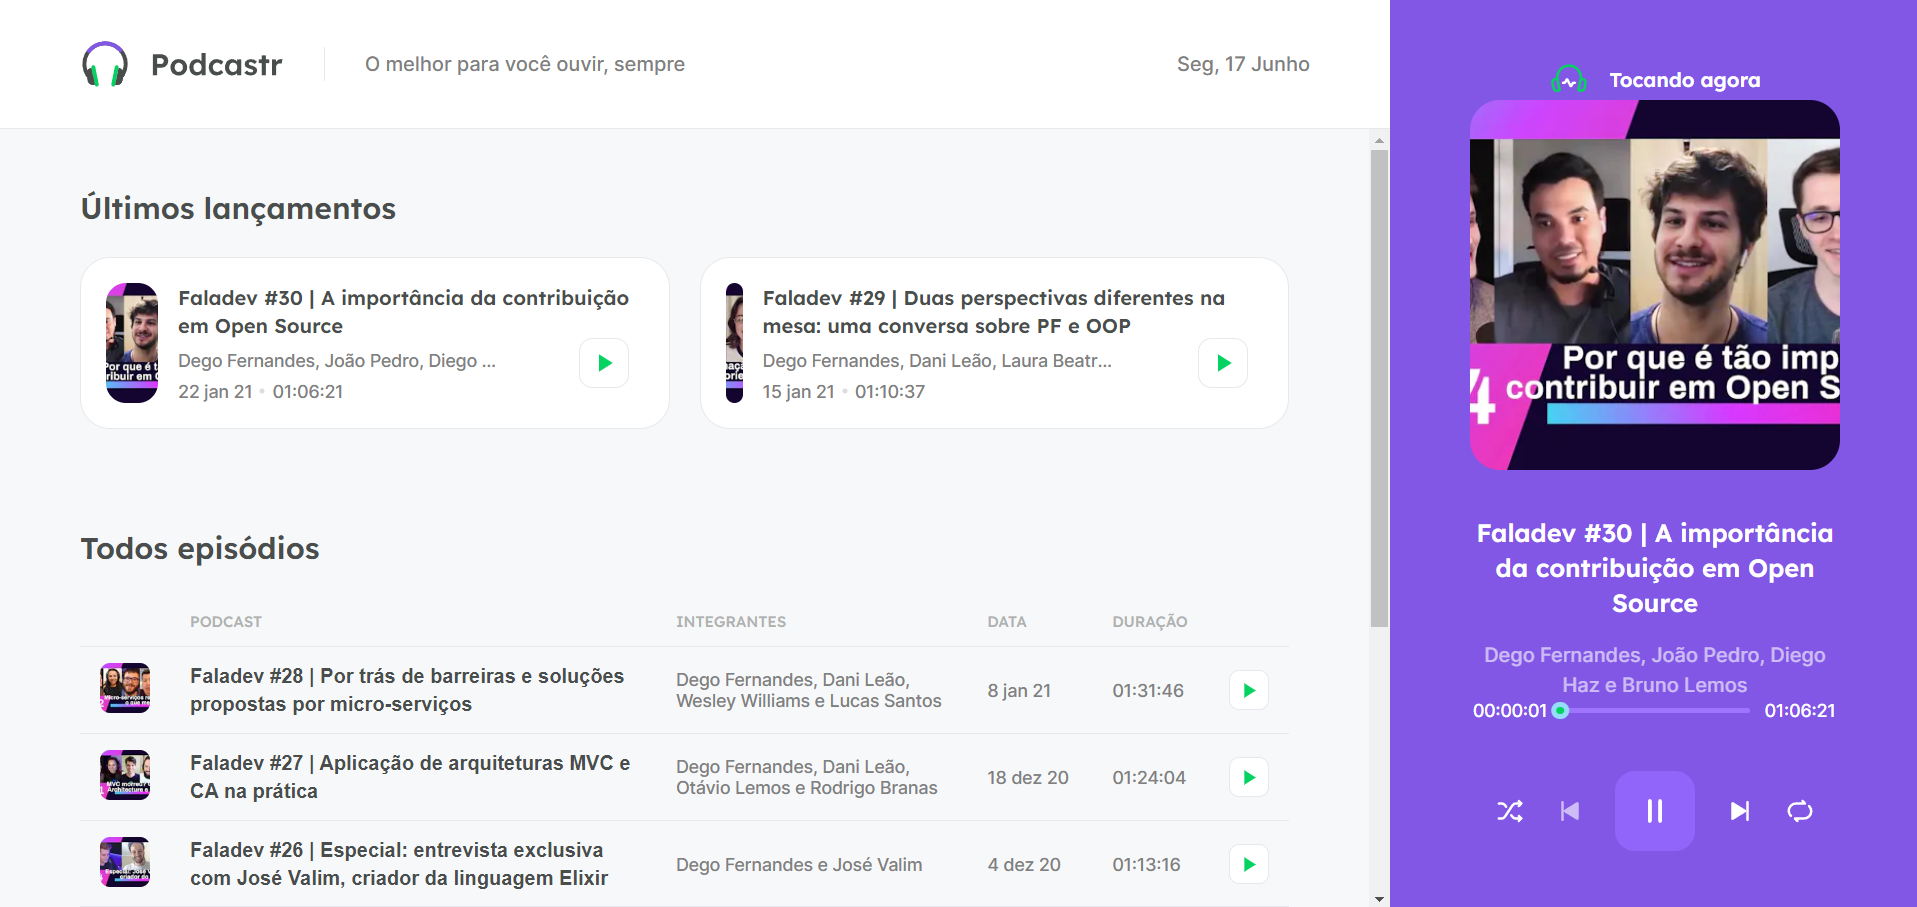 Podcastr
O melhor para você ouvir, sempre
Seg, 17 Junho
Últimos lançamentos
Faladev #30 | A importância da contribuição
em Open Source
Dego Fernandes, João Pedro, Diego ...
22 jan 21 • 01:06:21
Faladev #29 | Duas perspectivas diferentes na
mesa: uma conversa sobre PF e OOP
Dego Fernandes, Dani Leão, Laura Beatr...
15 jan 21 • 01:10:37
Todos episódios
PODCAST INTEGRANTES DATA DURAÇÃO
Faladev #28 | Por trás de barreiras e soluções
propostas por micro-serviços
Dego Fernandes, Dani Leão,
Wesley Williams e Lucas Santos
8 jan 21
01:31:46
Faladev #27 | Aplicação de arquiteturas MVC e
CA na prática
Dego Fernandes, Dani Leão,
Otávio Lemos e Rodrigo Branas
18 dez 20
01:24:04
Faladev #26 | Especial: entrevista exclusiva
com José Valim, criador da linguagem Elixir
Dego Fernandes e José Valim
4 dez 20
01:13:16
Tocando agora
Por que é tão imp
4 contribuir em Open S
Faladev #30 | A importância
da contribuição em Open
Source
Dego Fernandes, João Pedro, Diego
Haz e Bruno Lemos
00:00:01 01:06:21